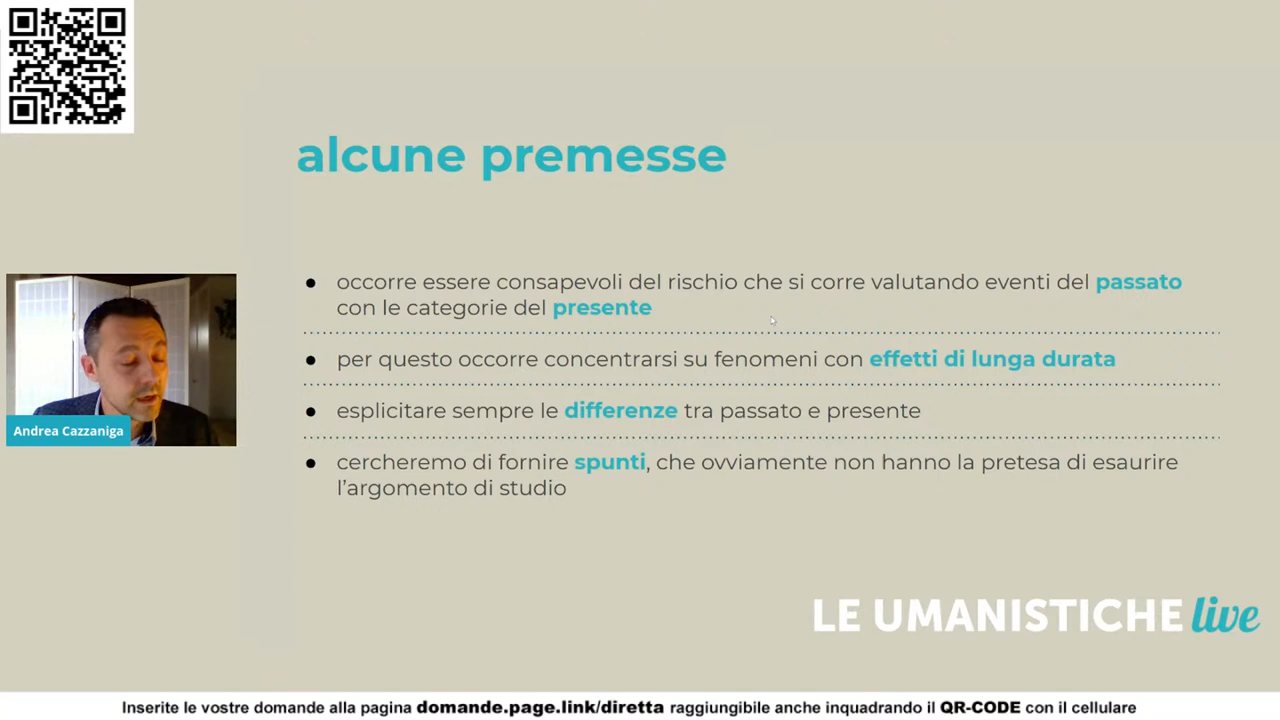 alcune premesse
● occorre essere consapevoli del rischio che si corre valutando eventi del passato
con le categorie del presente
● per questo occorre concentrarsi su fenomeni con effetti di lunga durata
● esplicitare sempre le differenze tra passato e presente
● cercheremo di fornire spunti, che ovviamente non hanno la pretesa di esaurire
l’argomento di studio
Andrea Cazzaniga
LE UMANISTICHE live
Inserite le vostre domande alla pagina domande.page.link/diretta raggiungibile anche inquadrando il QR-CODE con il cellulare